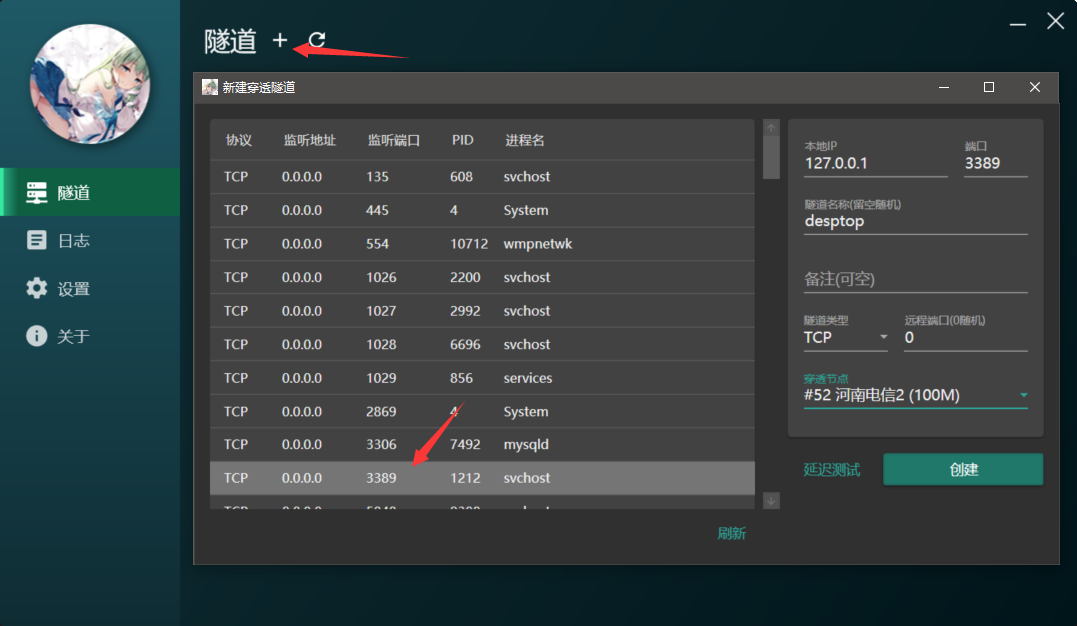 隧道
隧道
日志
设置
关于
新建穿透隧道
协议 监听地址 监听端口 PID 进程名
TCP 0.0.0.0 135 608 svchost
TCP 0.0.0.0 445 4 System
TCP 0.0.0.0 554 10712 wmpnetwk
TCP 0.0.0.0 1026 2200 svchost
TCP 0.0.0.0 1027 2992 svchost
TCP 0.0.0.0 1028 6696 svchost
TCP 0.0.0.0 1029 856 services
TCP 0.0.0.0 2869 4 System
TCP 0.0.0.0 3306 7492 mysqld
TCP 0.0.0.0 3389 1212 svchost
刷新
本地IP 端口
127.0.0.1 3389
隧道名称(留空随机)
desptop
备注(可空)
隧道类型 远程端口(0随机)
TCP 0
穿透节点
#52 河南电信2 (100M)
延迟测试 创建